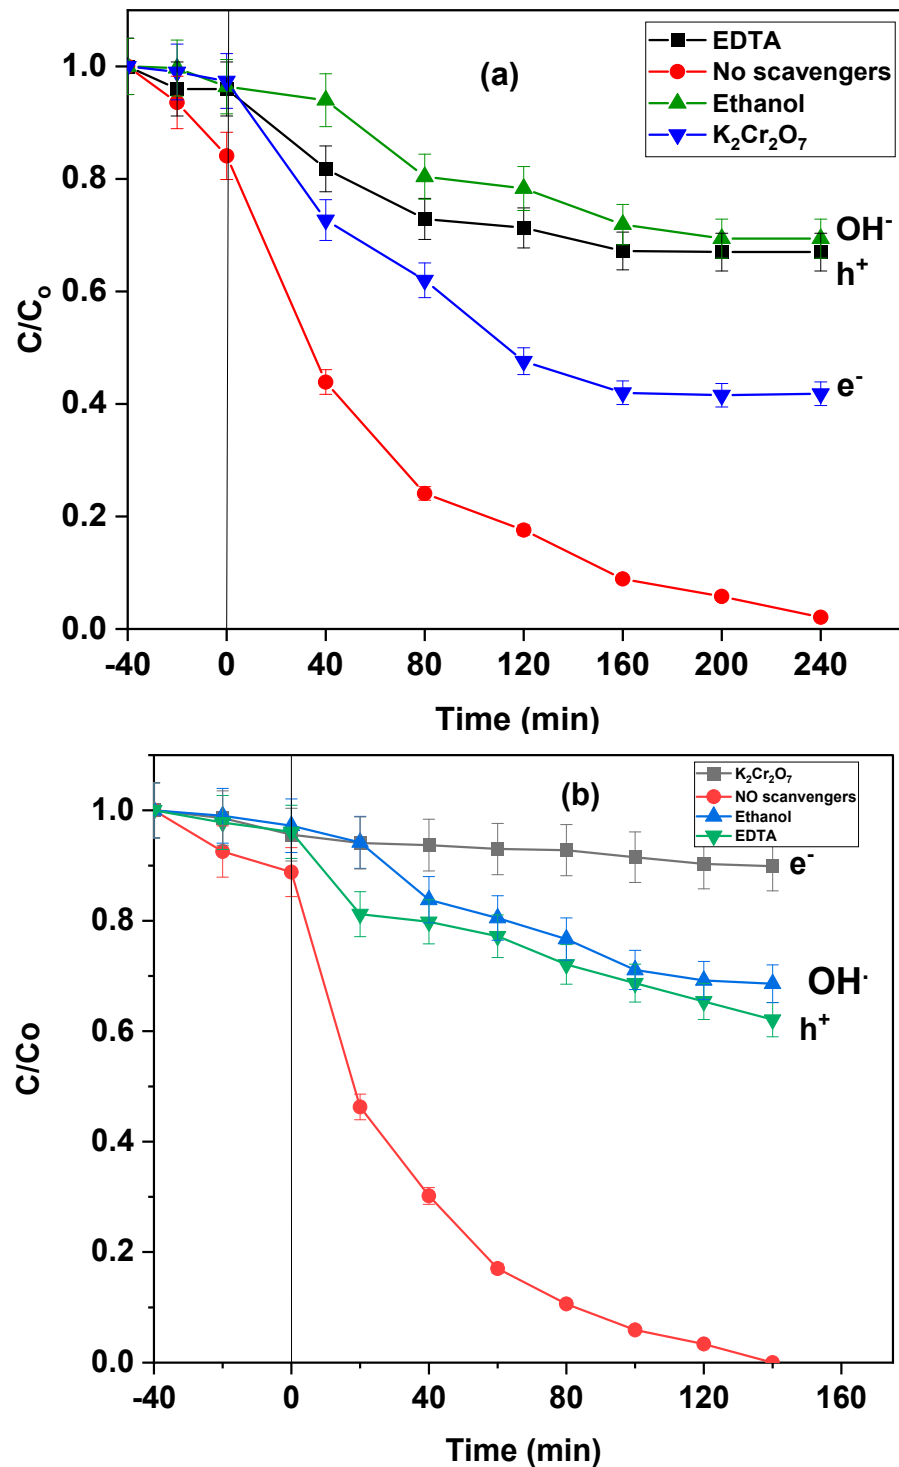 (a)
EDTA
No scavengers
Ethanol
K₂Cr₂O₇
1.0
0.8
0.6
0.4
0.2
0.0
C/Cₒ
OH⁻
h⁺
e⁻
-40 0 40 80 120 160 200 240
Time (min)
(b)
K₂Cr₂O₇
NO scanvengers
Ethanol
EDTA
1.0
0.8
0.6
0.4
0.2
0.0
C/Co
e⁻
OH·
h⁺
-40 0 40 80 120 160
Time (min)